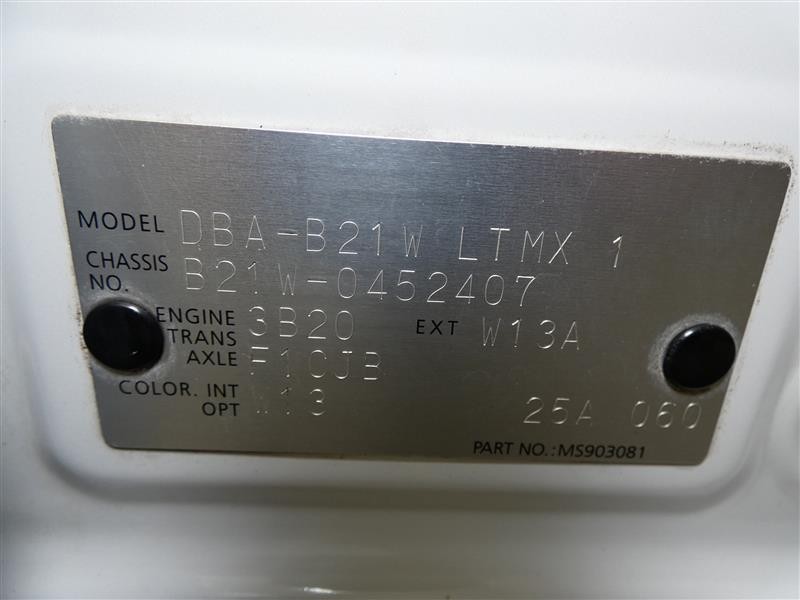 MODEL DBA-B21W LTMX 1
CHASSIS NO. B21W-0452407
ENGINE 3B20 EXT W13A
TRANS AXLE F1CJB
COLOR. INT OPT 13 25A 060
PART NO.:MS903081